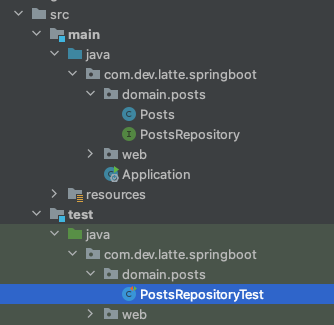 src
main
java
com.dev.latte.springboot
domain.posts
Posts
PostsRepository
web
Application
resources
test
java
com.dev.latte.springboot
domain.posts
PostsRepositoryTest
web